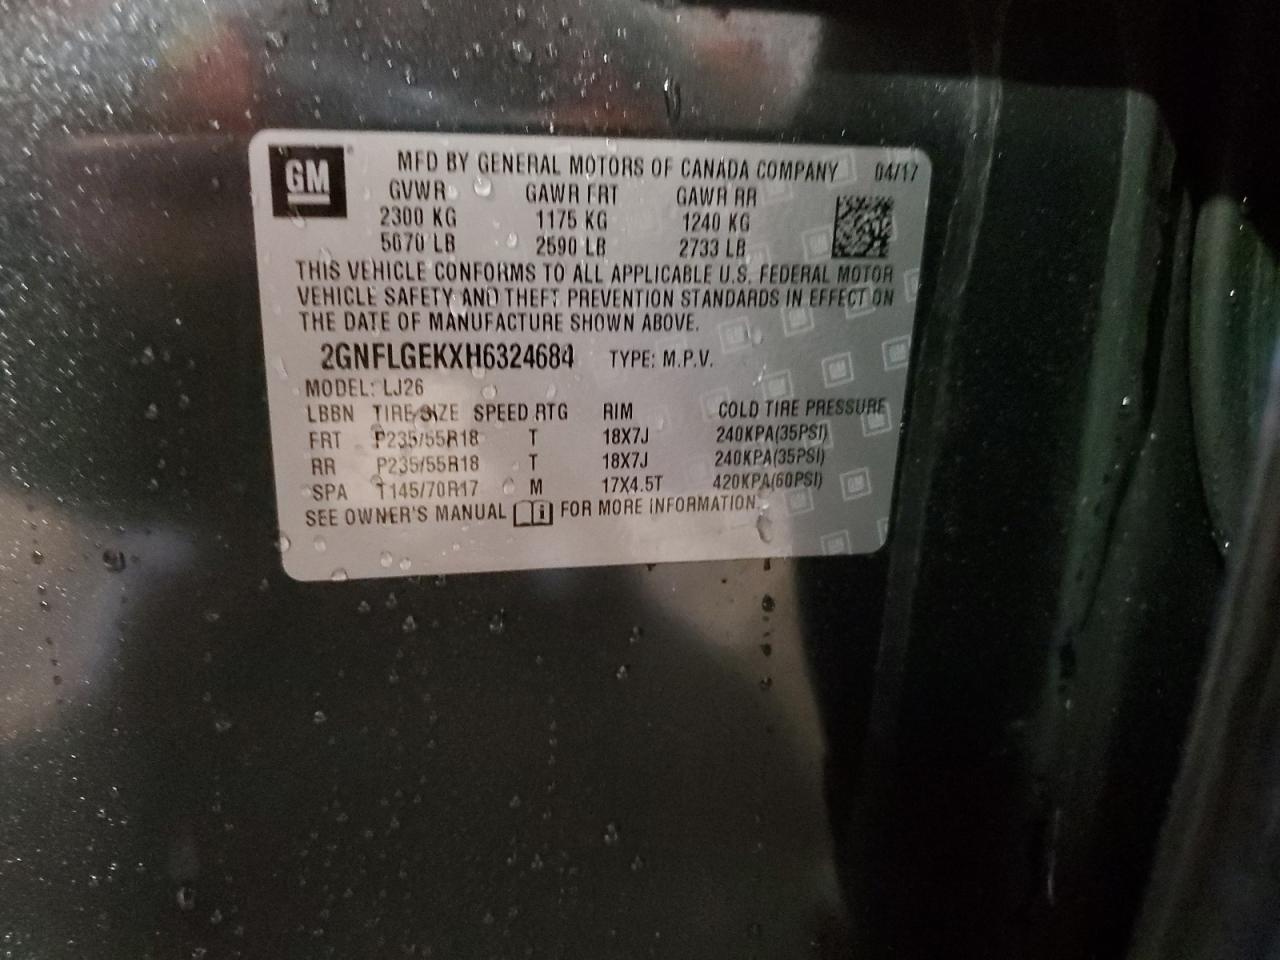 GM MFD BY GENERAL MOTORS OF CANADA COMPANY 04/17
GVWR GAWR FRT GAWR RR
2300 KG 1175 KG 1240 KG
5070 LB 2590 LB 2733 LB
THIS VEHICLE CONFORMS TO ALL APPLICABLE U.S. FEDERAL MOTOR
VEHICLE SAFETY AND THEFT PREVENTION STANDARDS IN EFFECT ON
THE DATE OF MANUFACTURE SHOWN ABOVE.
2GNFLGEKXH6324684 TYPE: M.P.V.
MODEL: LJ26
LBBN TIRE SIZE SPEED RTG RIM COLD TIRE PRESSURE
FRT P235/55R18 T 18X7J 240KPA(35PSI)
RR P235/55R18 T 18X7J 240KPA(35PSI)
SPA T145/70R17 M 17X4.5T 420KPA(60PSI)
SEE OWNER'S MANUAL i FOR MORE INFORMATION.